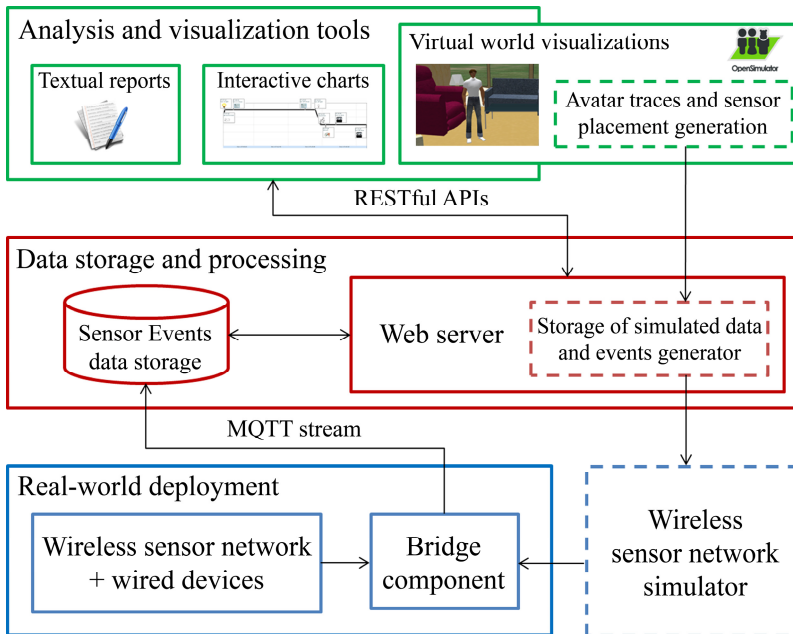 Analysis and visualization tools
Textual reports
Interactive charts
Virtual world visualizations
OpenSimulator
Avatar traces and sensor
placement generation
RESTful APIs
Data storage and processing
Sensor Events
data storage
Web server
Storage of simulated data
and events generator
MQTT stream
Real-world deployment
Wireless sensor network
+ wired devices
Bridge
component
Wireless
sensor network
simulator